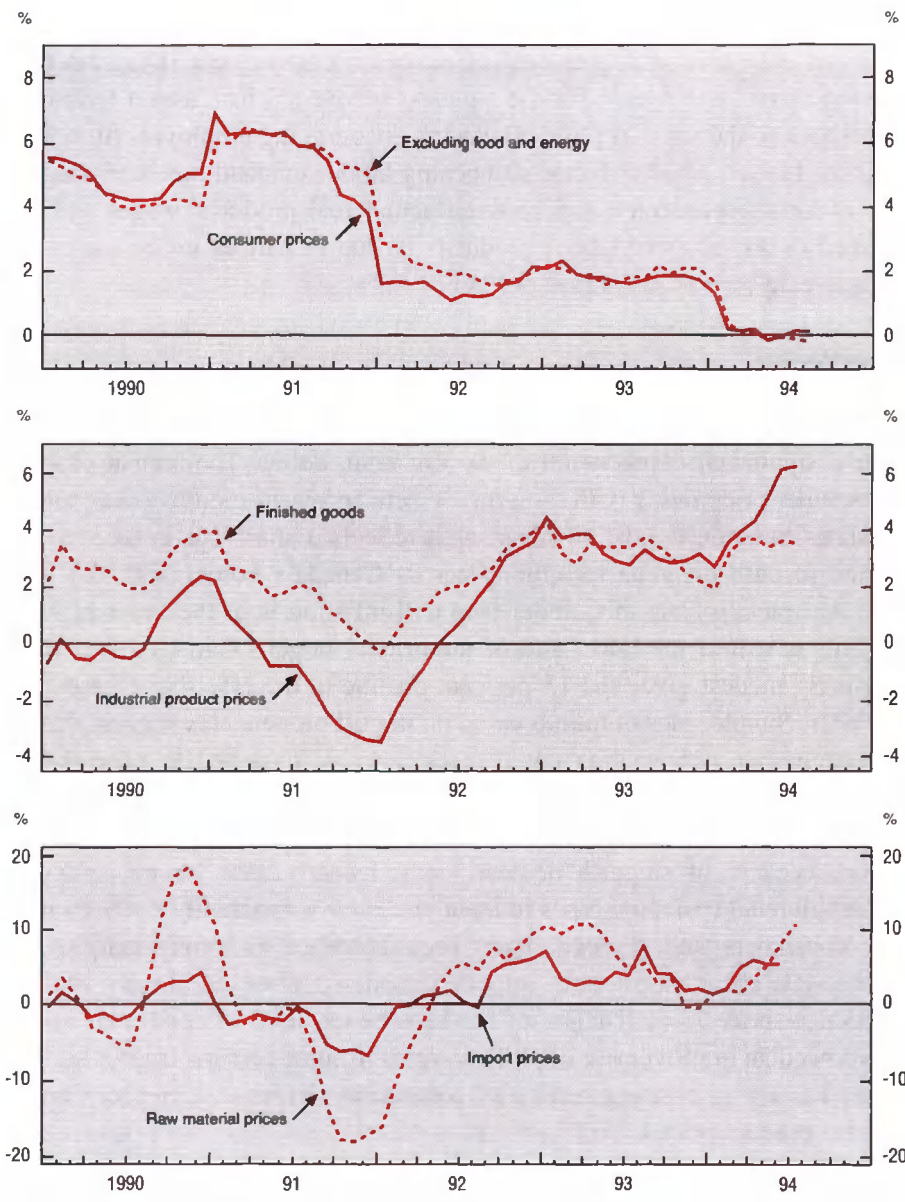 % %
8 8
6 6
Excluding food and energy
4 4
Consumer prices
2 2
0 0
1990 91 92 93 94
% %
6 6
Finished goods
4 4
2 2
0 0
Industrial product prices
-2 -2
-4 -4
1990 91 92 93 94
% %
20 20
10 10
0 0
Import prices
-10 -10
Raw material prices
-20 -20
1990 91 92 93 94